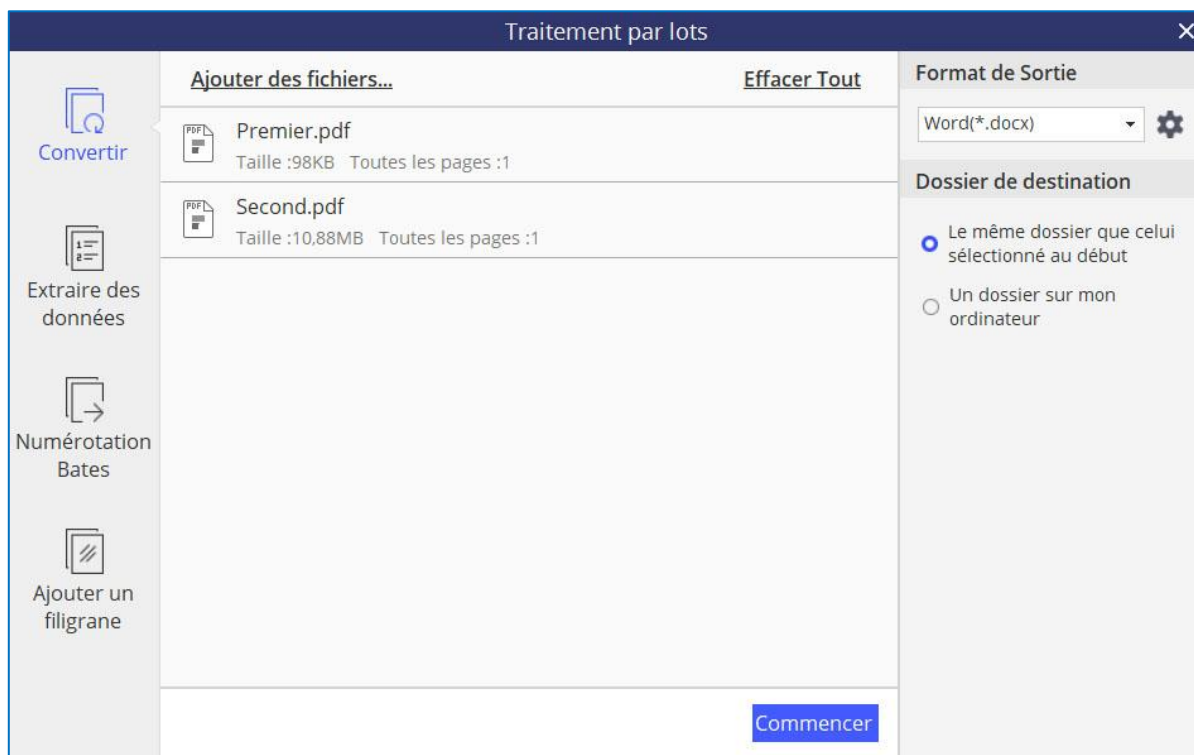 Traitement par lots
Convertir
Extraire des
données
Numérotation
Bates
Ajouter un
filigrane
Ajouter des fichiers...
Effacer Tout
PDF
Premier.pdf
Taille :98KB Toutes les pages :1
PDF
Second.pdf
Taille :10,88MB Toutes les pages :1
Commencer
Format de Sortie
Word(*.docx)
Dossier de destination
Le même dossier que celui
sélectionné au début
Un dossier sur mon
ordinateur